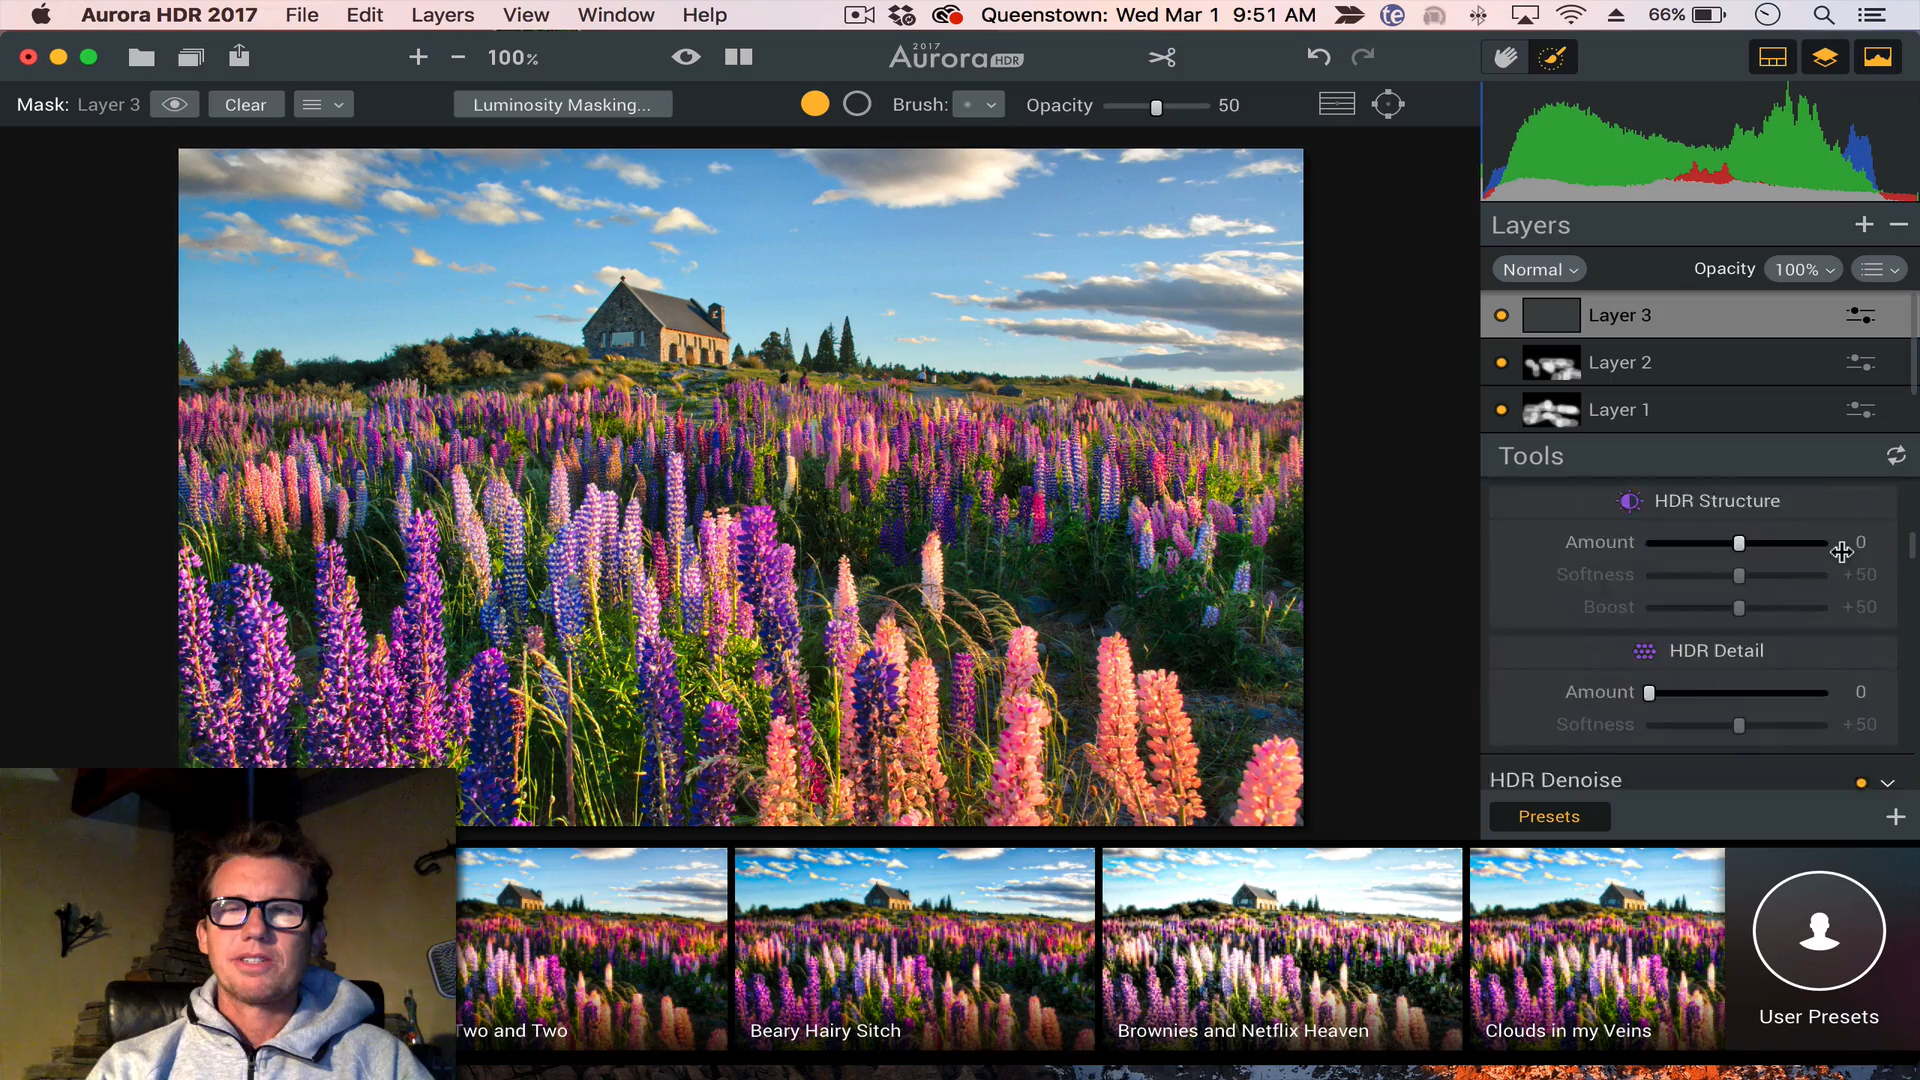 Aurora HDR 2017 File Edit Layers View Window Help te Queenstown: Wed Mar 1 9:51 AM 66%
100%
2017
Aurora HDR
Mask: Layer 3 Clear Luminosity Masking... Brush: Opacity 50
Layers
Normal Opacity 100%
Layer 3
Layer 2
Layer 1
Tools
HDR Structure
Amount 0
Softness +50
Boost +50
HDR Detail
Amount 0
Softness +50
HDR Denoise
Presets
Two and Two
Beary Hairy Sitch
Brownies and Netflix Heaven
Clouds in my Veins
User Presets